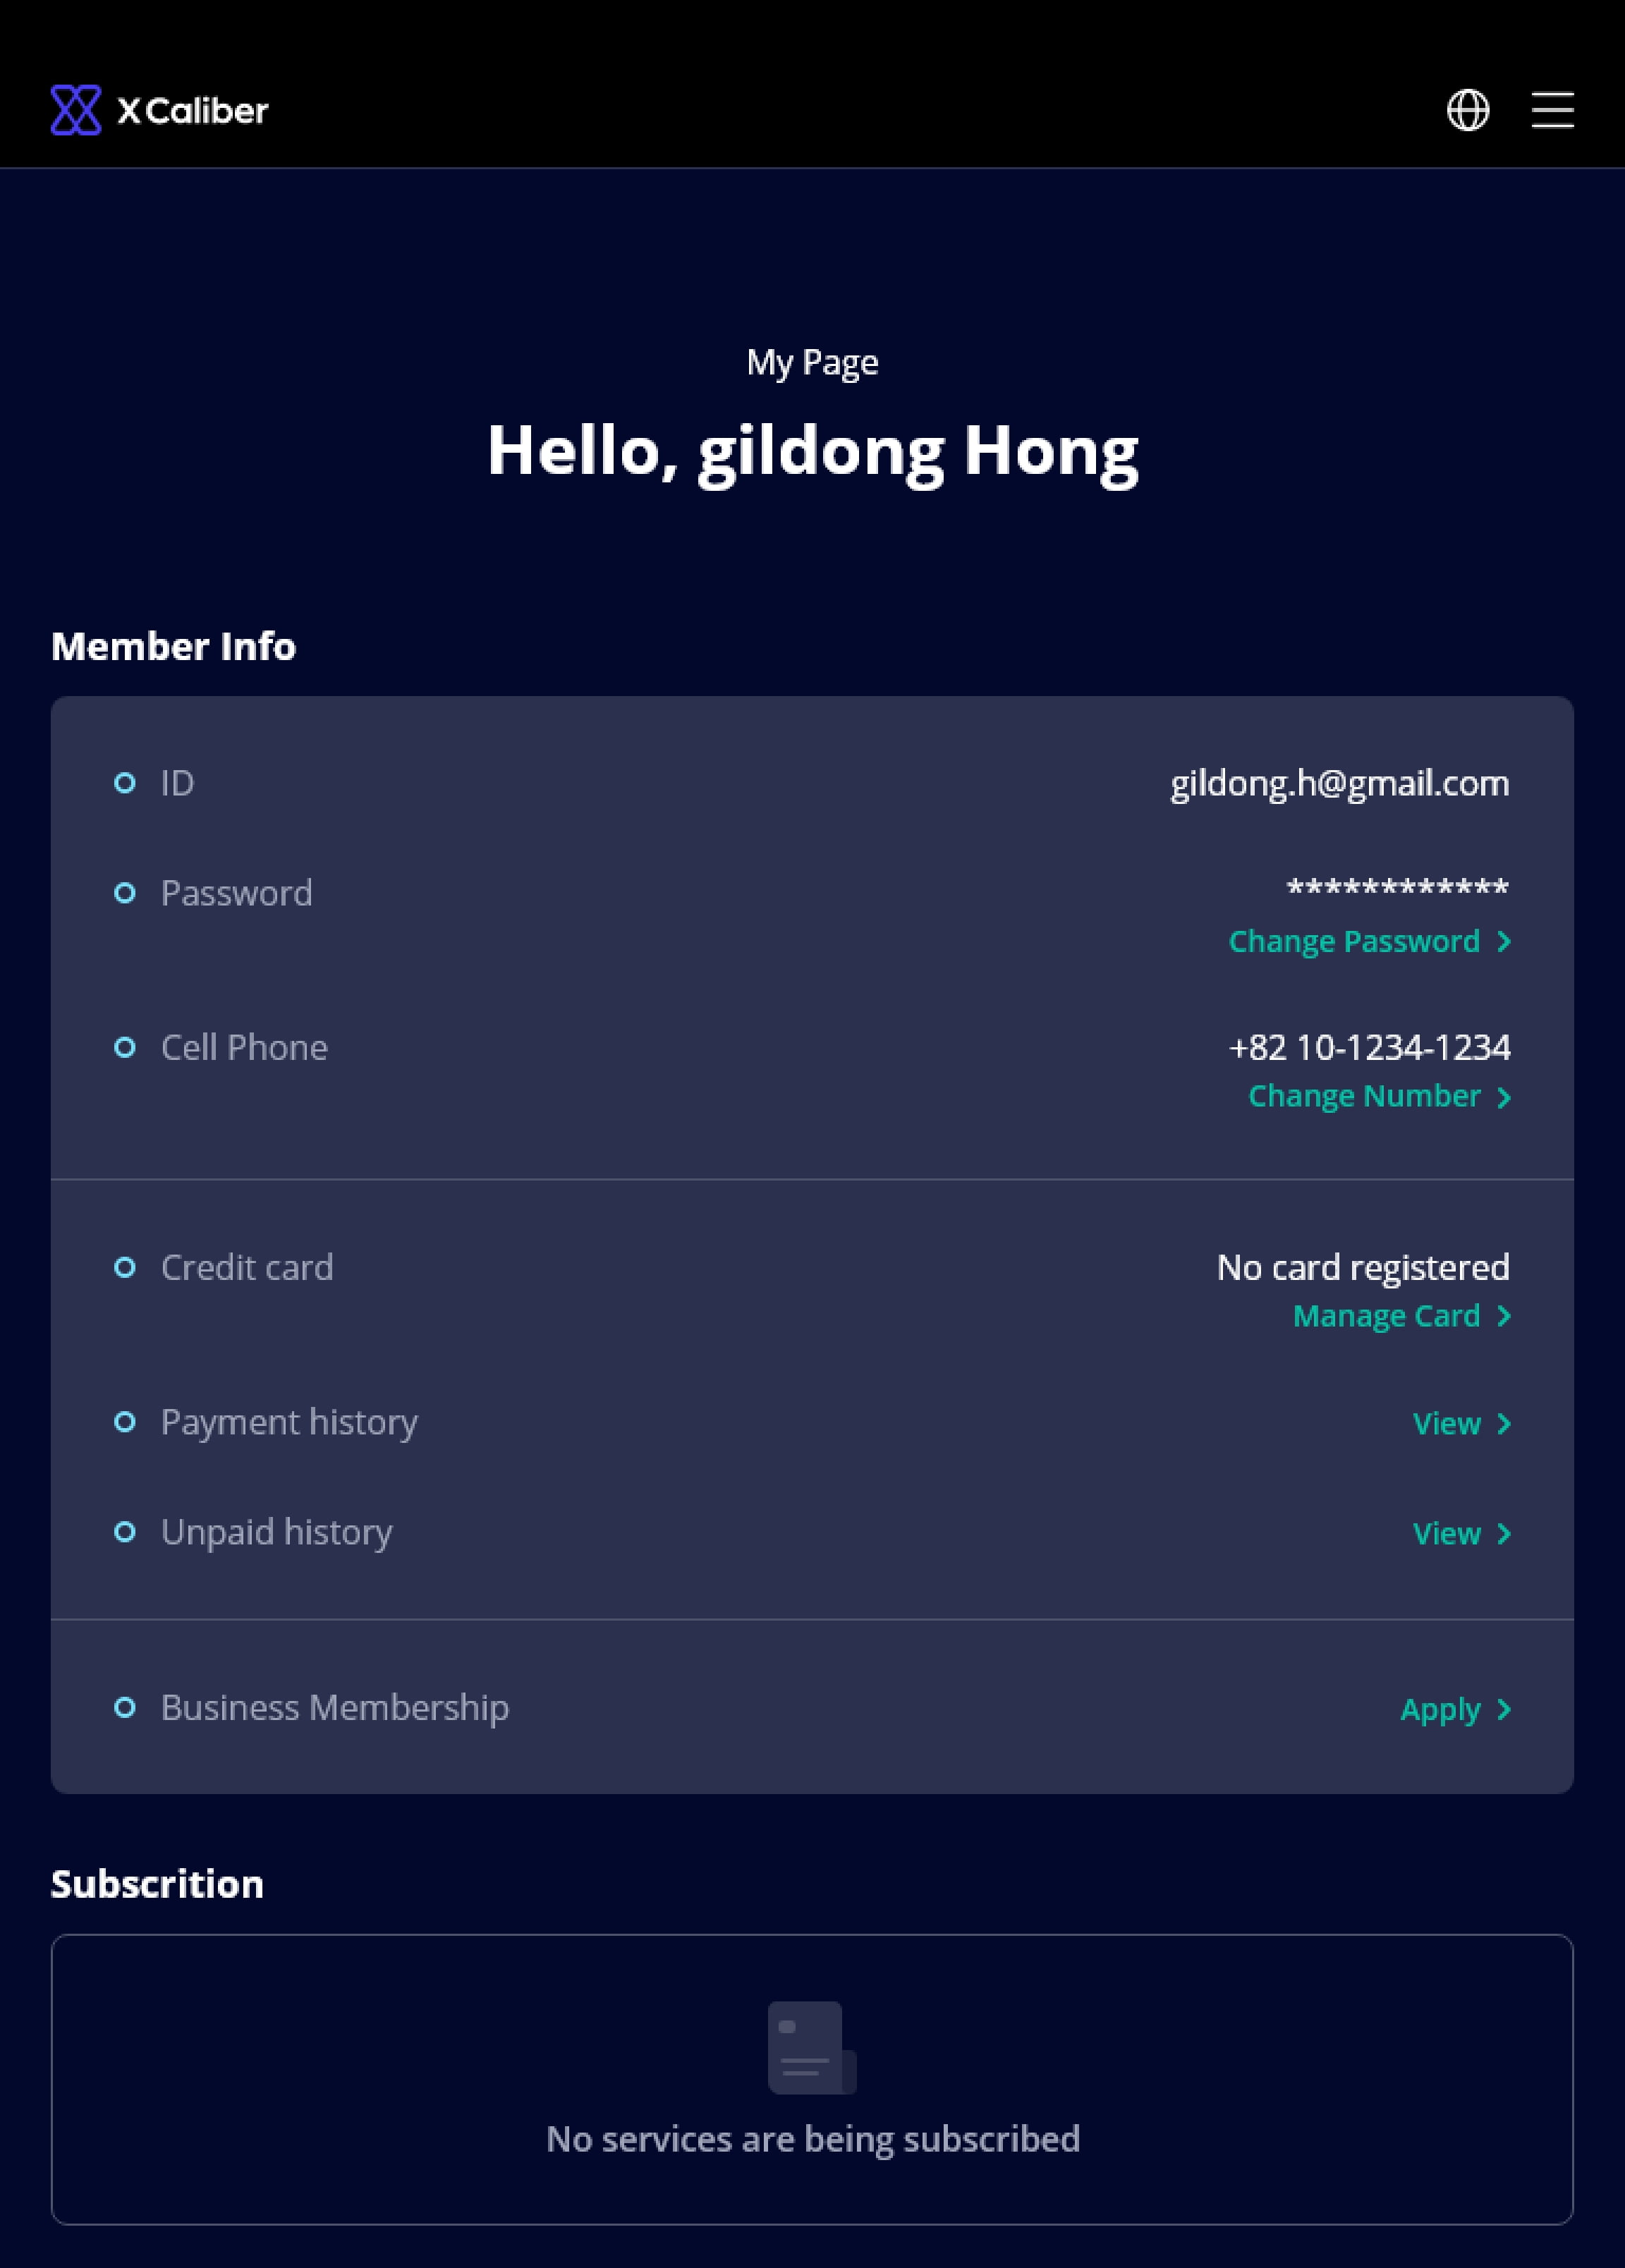 X Caliber
My Page
Hello, gildong Hong
Member Info
ID
gildong.h@gmail.com
Password
************
Change Password
Cell Phone
+82 10-1234-1234
Change Number
Credit card
No card registered
Manage Card
Payment history
View
Unpaid history
View
Business Membership
Apply
Subscrition
No services are being subscribed